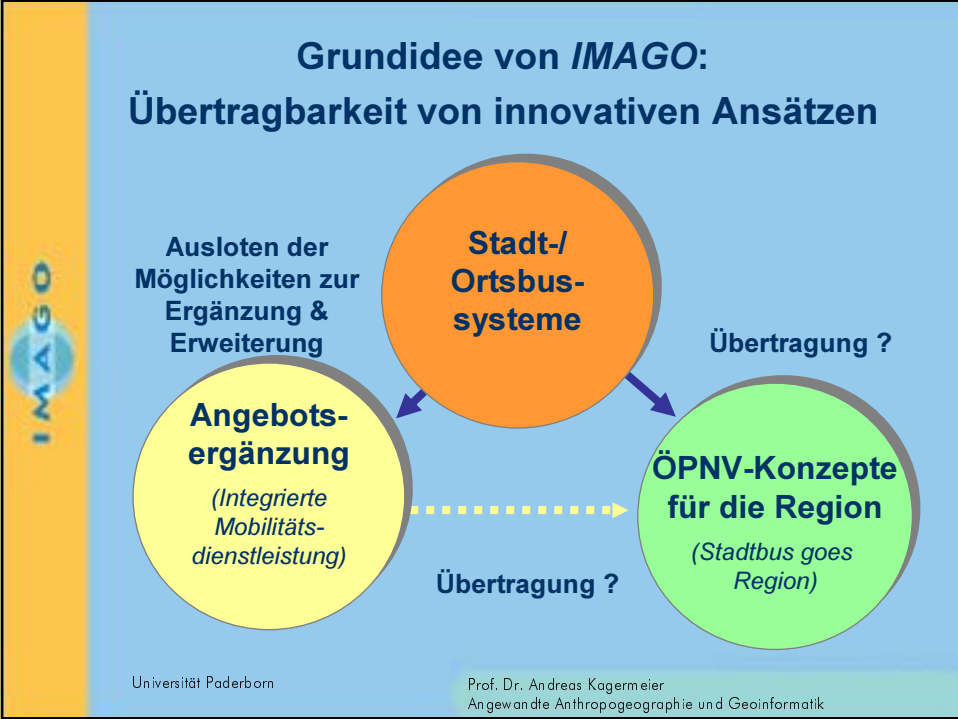 Grundidee von IMAGO:
Übertragbarkeit von innovativen Ansätzen
IMAGO
Stadt-/
Ortsbus-
systeme
Ausloten der
Möglichkeiten zur
Ergänzung &
Erweiterung
Übertragung ?
Angebots-
ergänzung
(Integrierte
Mobilitäts-
dienstleistung)
ÖPNV-Konzepte
für die Region
(Stadtbus goes
Region)
Übertragung ?
Universität Paderborn
Prof. Dr. Andreas Kagermeier
Angewandte Anthropogeographie und Geoinformatik